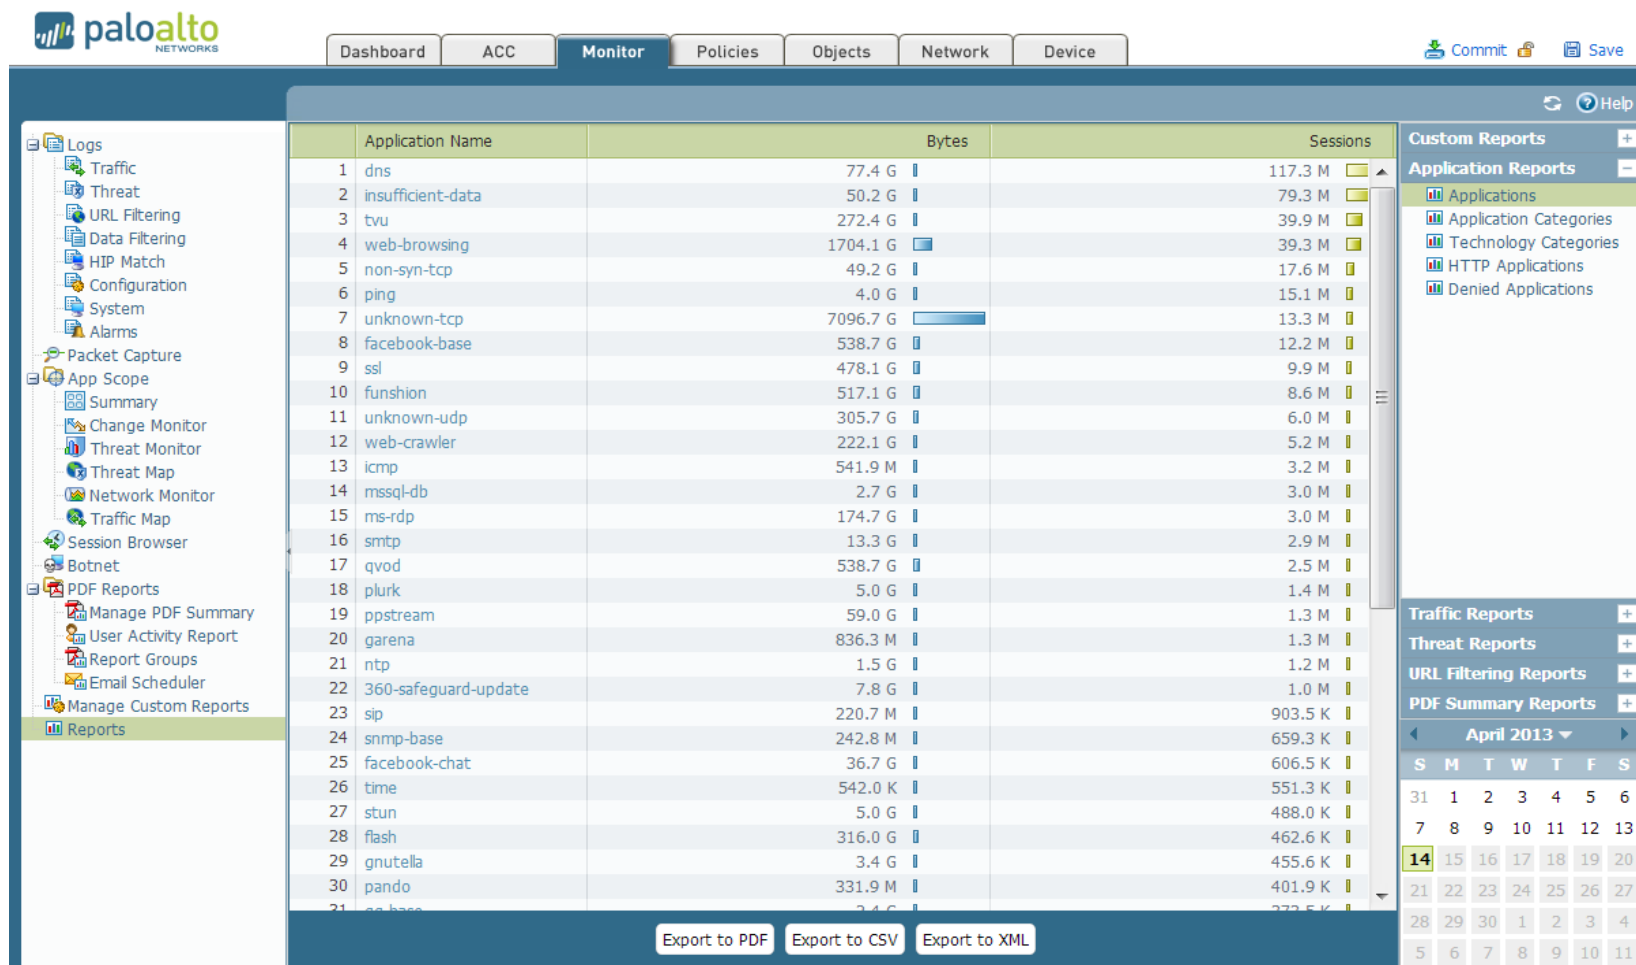 paloalto
NETWORKS
Dashboard ACC Monitor Policies Objects Network Device
Commit Save
Help
Logs
Traffic
Threat
URL Filtering
Data Filtering
HIP Match
Configuration
System
Alarms
Packet Capture
App Scope
Summary
Change Monitor
Threat Monitor
Threat Map
Network Monitor
Traffic Map
Session Browser
Botnet
PDF Reports
Manage PDF Summary
User Activity Report
Report Groups
Email Scheduler
Manage Custom Reports
Reports
Application Name Bytes Sessions
1 dns 77.4 G 117.3 M
2 insufficient-data 50.2 G 79.3 M
3 tvu 272.4 G 39.9 M
4 web-browsing 1704.1 G 39.3 M
5 non-syn-tcp 49.2 G 17.6 M
6 ping 4.0 G 15.1 M
7 unknown-tcp 7096.7 G 13.3 M
8 facebook-base 538.7 G 12.2 M
9 ssl 478.1 G 9.9 M
10 funshion 517.1 G 8.6 M
11 unknown-udp 305.7 G 6.0 M
12 web-crawler 222.1 G 5.2 M
13 icmp 541.9 M 3.2 M
14 mssql-db 2.7 G 3.0 M
15 ms-rdp 174.7 G 3.0 M
16 smtp 13.3 G 2.9 M
17 qvod 538.7 G 2.5 M
18 plurk 5.0 G 1.4 M
19 ppstream 59.0 G 1.3 M
20 garena 836.3 M 1.3 M
21 ntp 1.5 G 1.2 M
22 360-safeguard-update 7.8 G 1.0 M
23 sip 220.7 M 903.5 K
24 snmp-base 242.8 M 659.3 K
25 facebook-chat 36.7 G 606.5 K
26 time 542.0 K 551.3 K
27 stun 5.0 G 488.0 K
28 flash 316.0 G 462.6 K
29 gnutella 3.4 G 455.6 K
30 pando 331.9 M 401.9 K
Export to PDF Export to CSV Export to XML
Custom Reports
Application Reports
Applications
Application Categories
Technology Categories
HTTP Applications
Denied Applications
Traffic Reports
Threat Reports
URL Filtering Reports
PDF Summary Reports
April 2013
S M T W T F S
31 1 2 3 4 5 6
7 8 9 10 11 12 13
14 15 16 17 18 19 20
21 22 23 24 25 26 27
28 29 30 1 2 3 4
5 6 7 8 9 10 11